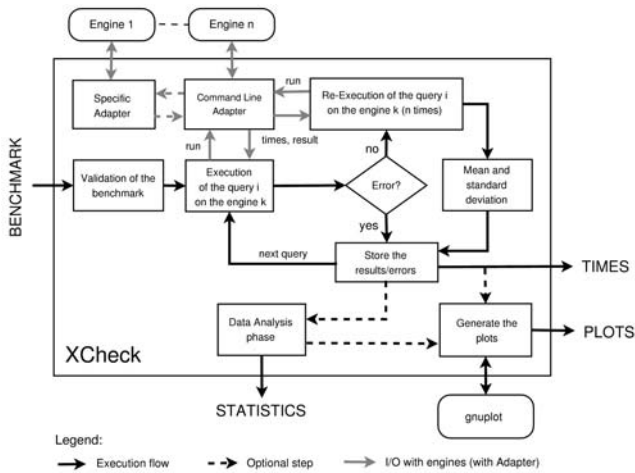 Engine 1
Engine n
Specific
Adapter
Command Line
Adapter
run
Re-Execution of the query i
on the engine k (n times)
run
times, result
no
BENCHMARK
Validation of the
benchmark
Execution
of the query i
on the engine k
Error?
Mean and
standard
deviation
yes
next query
Store the
results/errors
TIMES
Data Analysis
phase
Generate the
plots
PLOTS
XCheck
STATISTICS
gnuplot
Legend:
Execution flow
Optional step
I/O with engines (with Adapter)